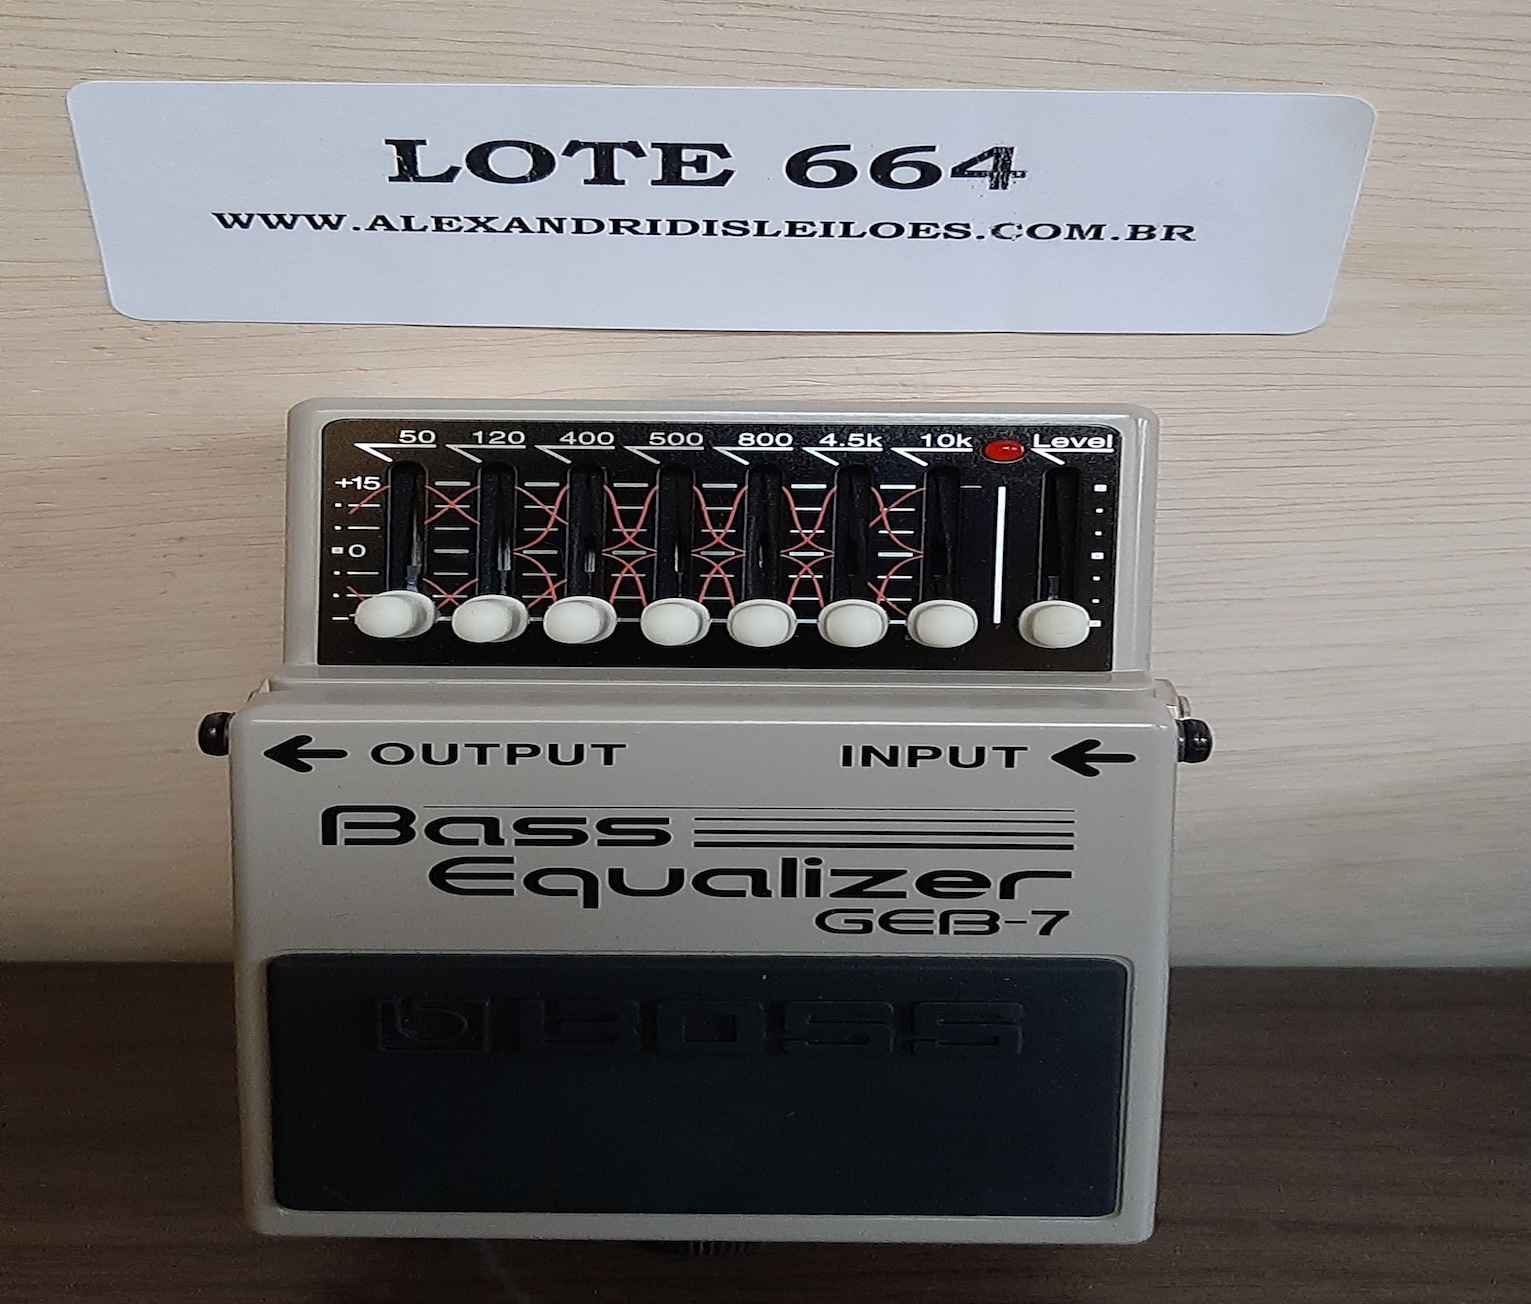 LOTE 664
WWW.ALEXANDRIDISLEILOES.COM.BR
50 120 400 500 800 4.5k 10k Level
+15
0
OUTPUT INPUT
Bass
Equalizer
GEB-7
BOSS